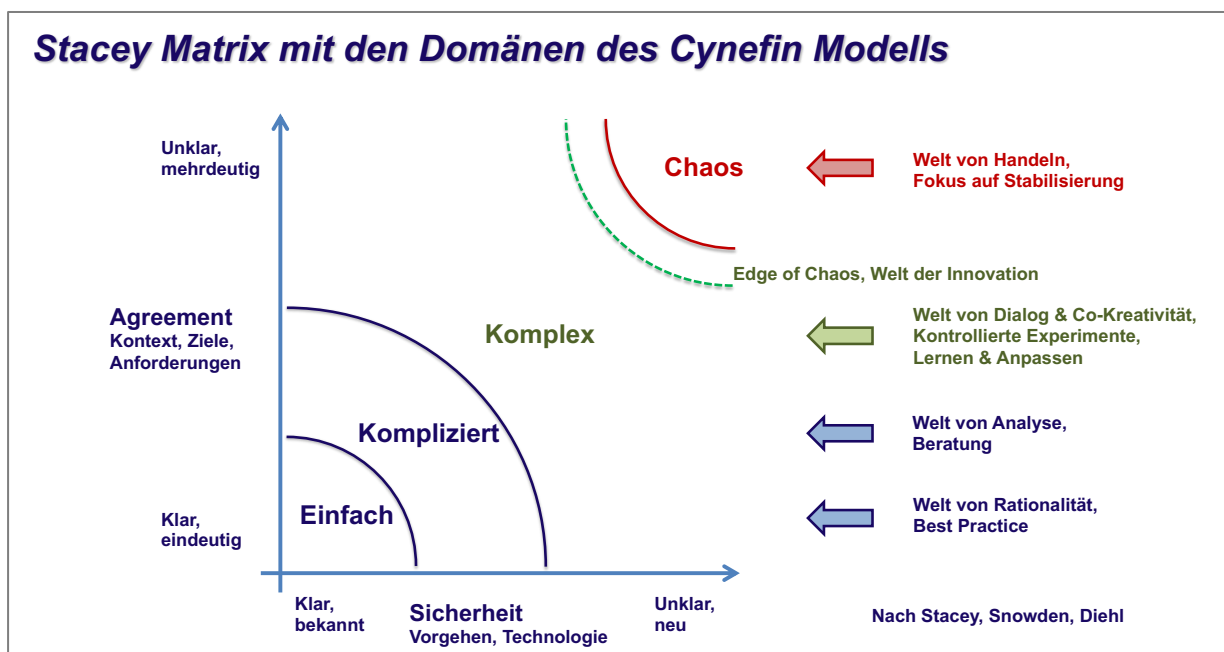 Stacey Matrix mit den Domänen des Cynefin Modells
Unklar,
mehrdeutig
Chaos
Welt von Handeln,
Fokus auf Stabilisierung
Edge of Chaos, Welt der Innovation
Agreement
Kontext, Ziele,
Anforderungen
Komplex
Welt von Dialog & Co-Kreativität,
Kontrollierte Experimente,
Lernen & Anpassen
Kompliziert
Welt von Analyse,
Beratung
Einfach
Klar,
eindeutig
Welt von Rationalität,
Best Practice
Klar,
bekannt
Sicherheit
Vorgehen, Technologie
Unklar,
neu
Nach Stacey, Snowden, Diehl